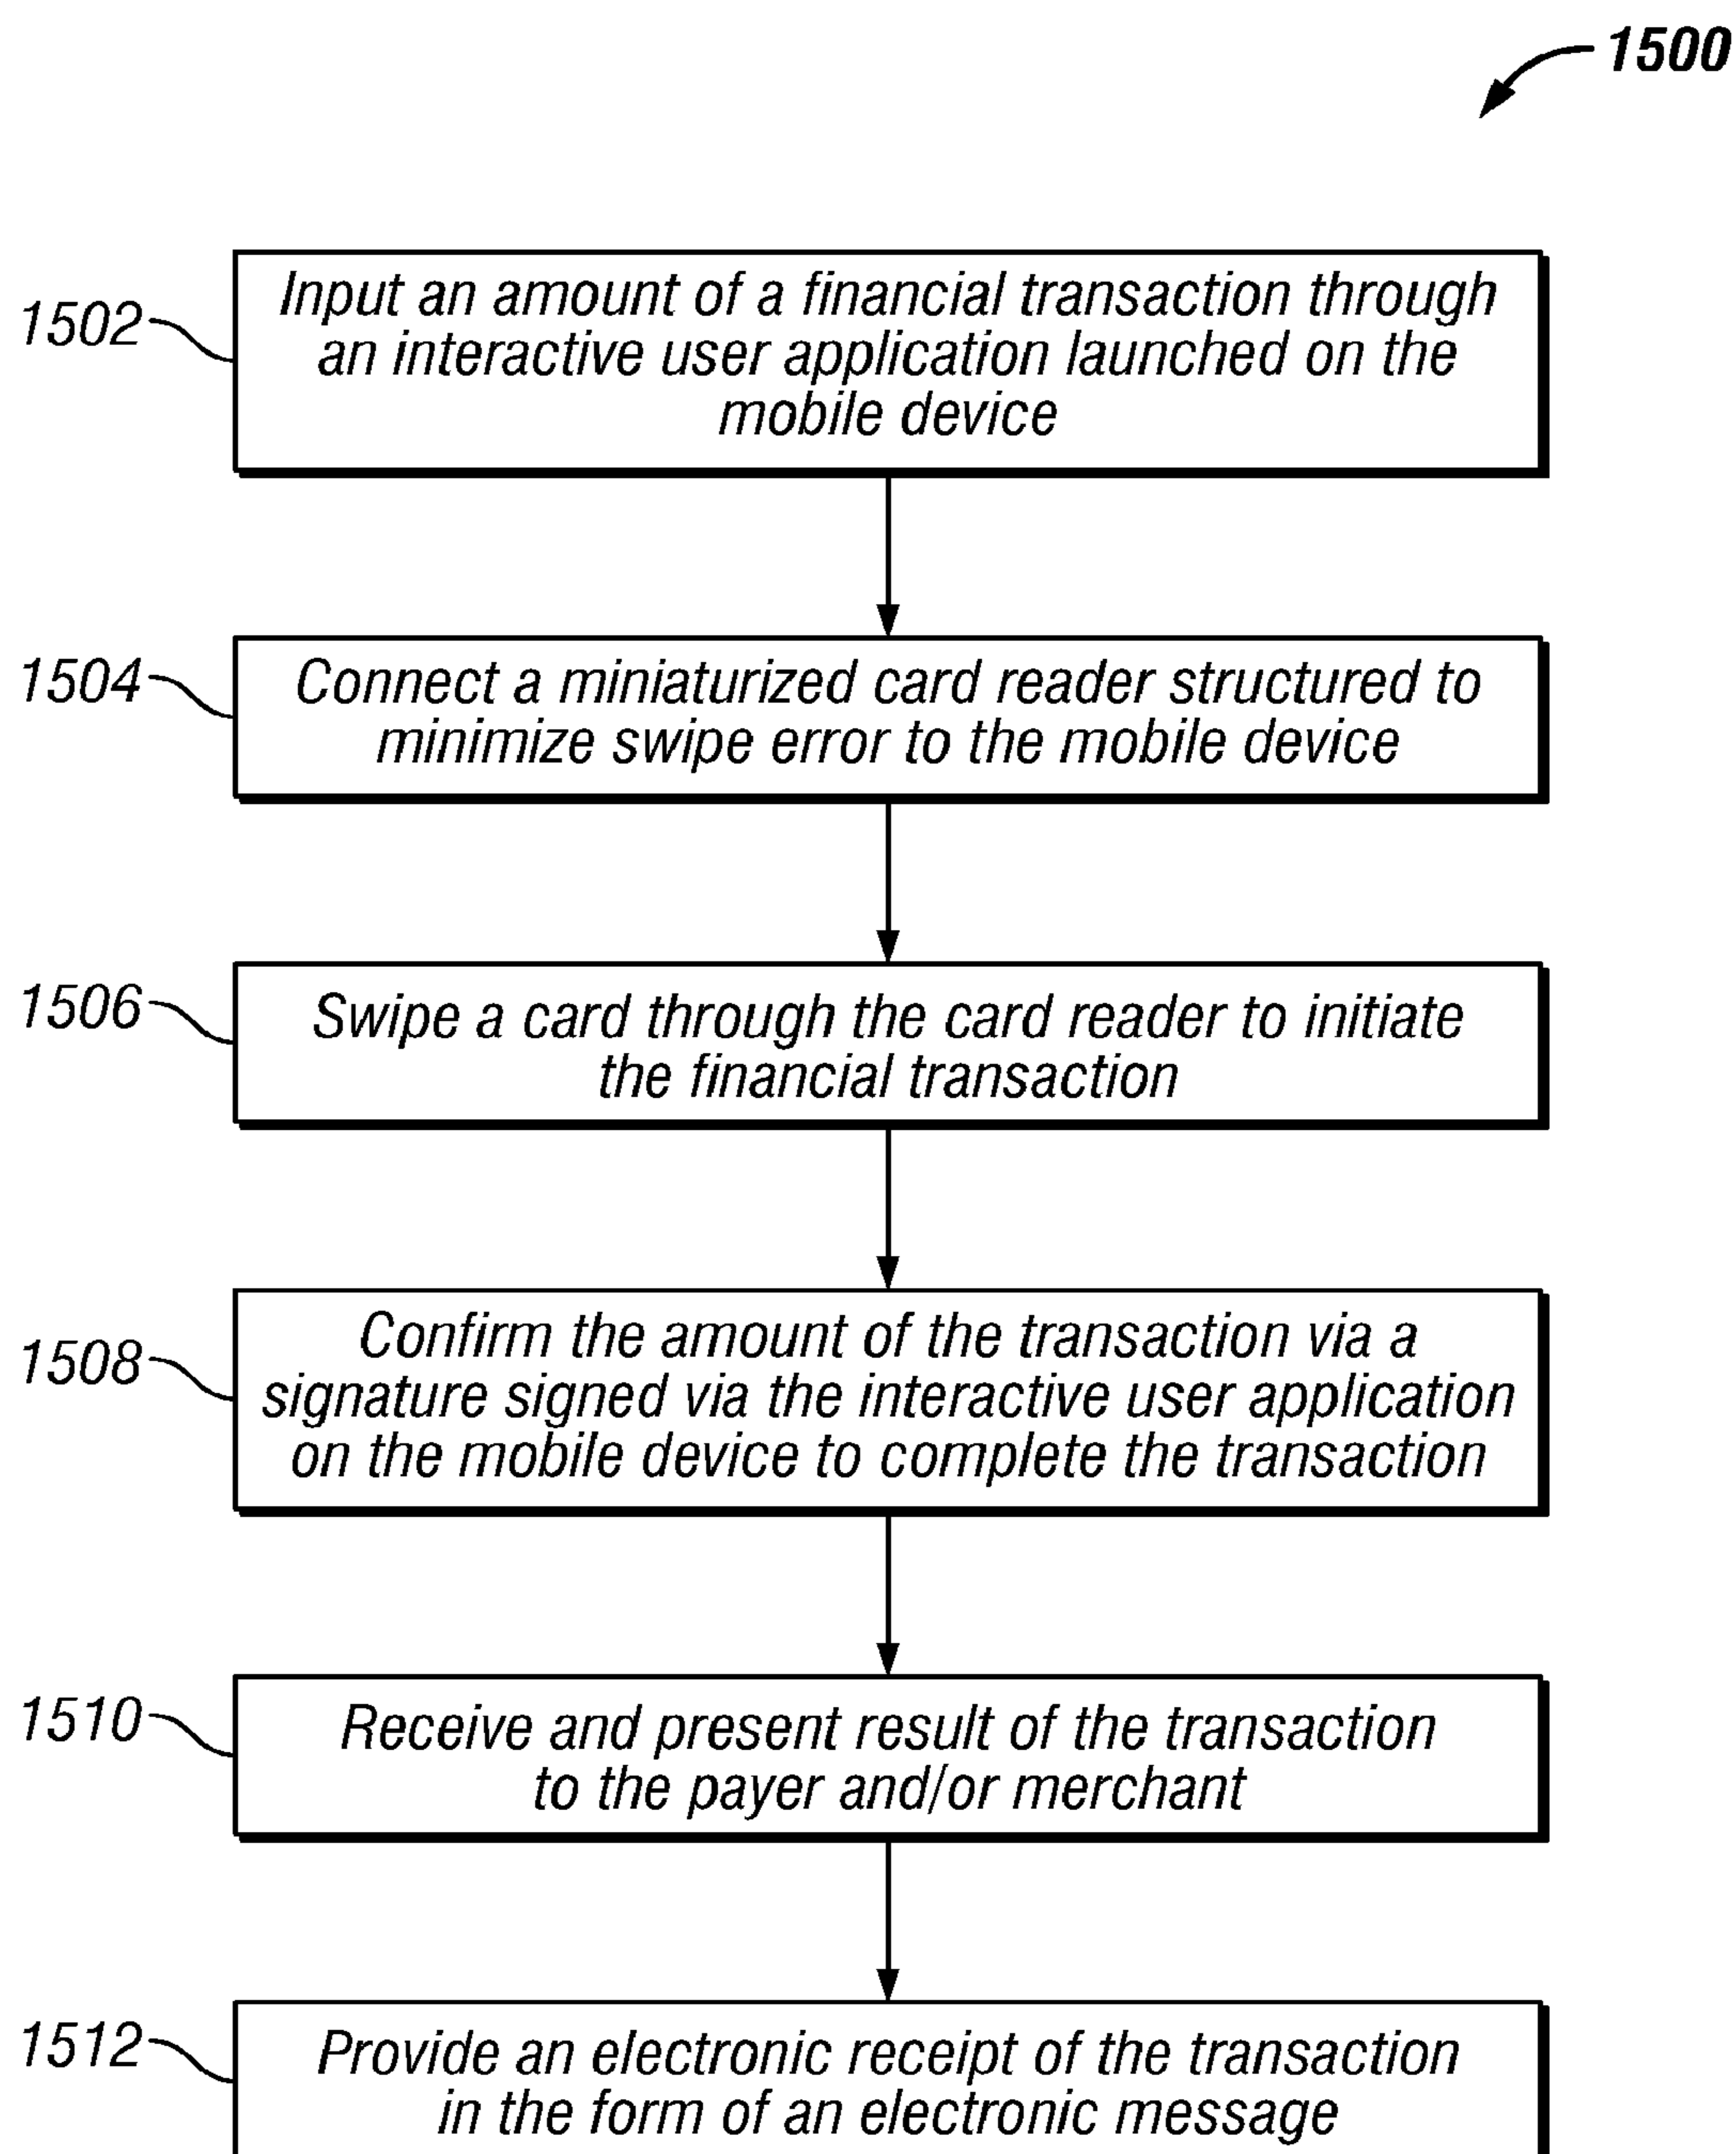 1500
1502
Input an amount of a financial transaction through
an interactive user application launched on the
mobile device
1504
Connect a miniaturized card reader structured to
minimize swipe error to the mobile device
1506
Swipe a card through the card reader to initiate
the financial transaction
1508
Confirm the amount of the transaction via a
signature signed via the interactive user application
on the mobile device to complete the transaction
1510
Receive and present result of the transaction
to the payer and/or merchant
1512
Provide an electronic receipt of the transaction
in the form of an electronic message